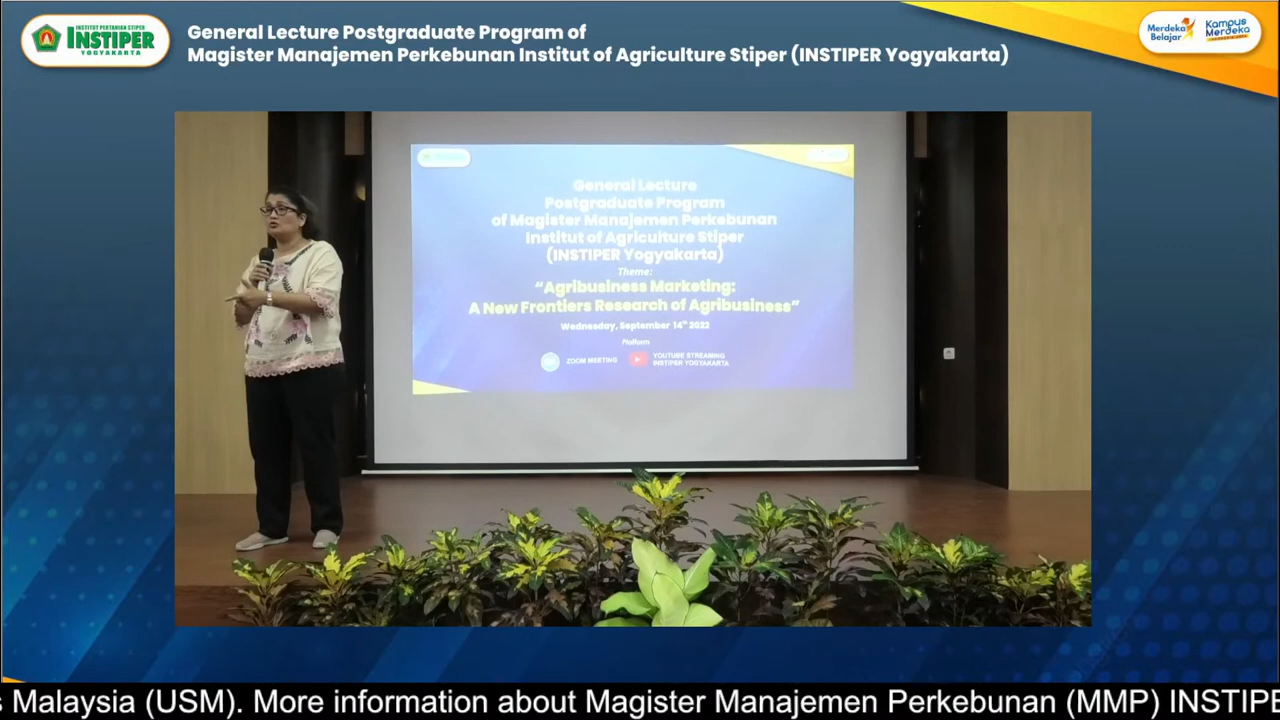 INSTITUT PERTANIAN STIPER
INSTIPER
YOGYAKARTA
General Lecture Postgraduate Program of
Magister Manajemen Perkebunan Institut of Agriculture Stiper (INSTIPER Yogyakarta)
Merdeka
Belajar
Kampus
Merdeka
General Lecture
Postgraduate Program
of Magister Manajemen Perkebunan
Institut of Agriculture Stiper
(INSTIPER Yogyakarta)
Theme:
“Agribusiness Marketing:
A New Frontiers Research of Agribusiness”
Wednesday, September 14th 2022
Platform
ZOOM MEETING
YOUTUBE STREAMING
INSTIPER YOGYAKARTA
s Malaysia (USM). More information about Magister Manajemen Perkebunan (MMP) INSTIPE